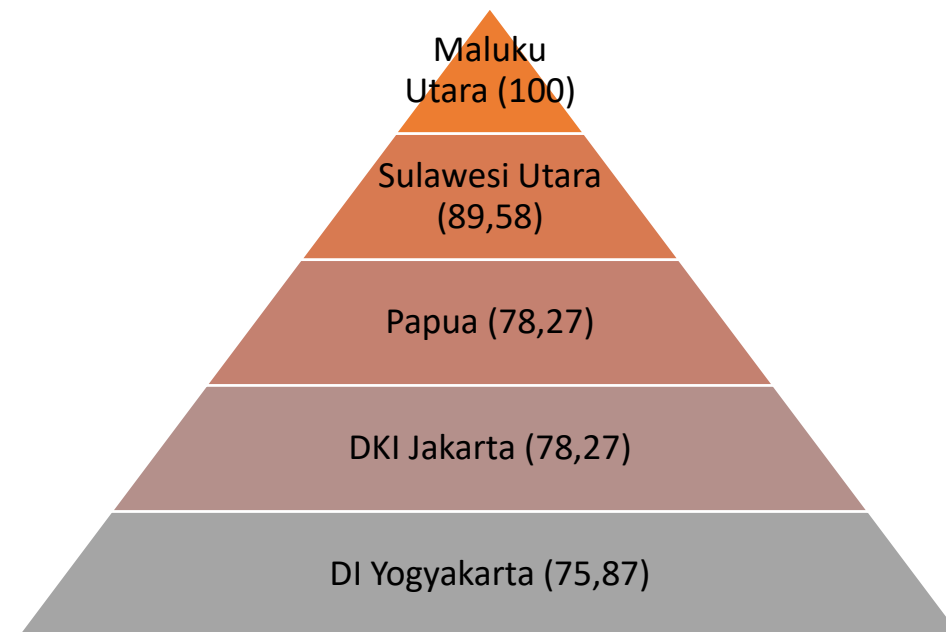 Maluku
Utara (100)
Sulawesi Utara
(89,58)
Papua (78,27)
DKI Jakarta (78,27)
DI Yogyakarta (75,87)